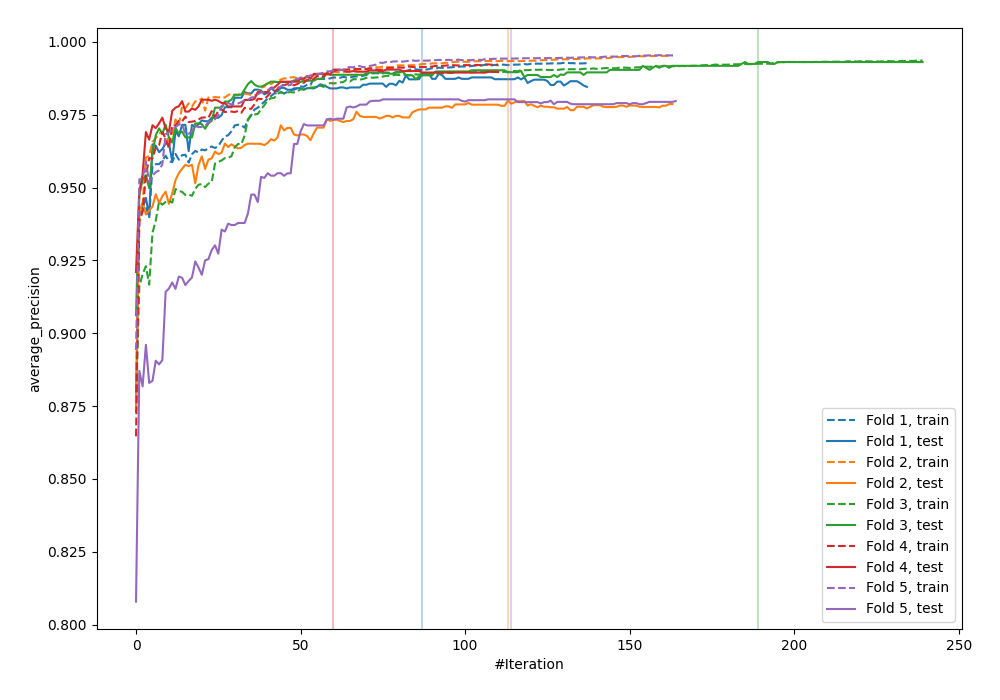 1.000
0.975
0.950
0.925
0.900
0.875
0.850
0.825
0.800
average_precision
0
50
100
150
200
250
#Iteration
Fold 1, train
Fold 1, test
Fold 2, train
Fold 2, test
Fold 3, train
Fold 3, test
Fold 4, train
Fold 4, test
Fold 5, train
Fold 5, test